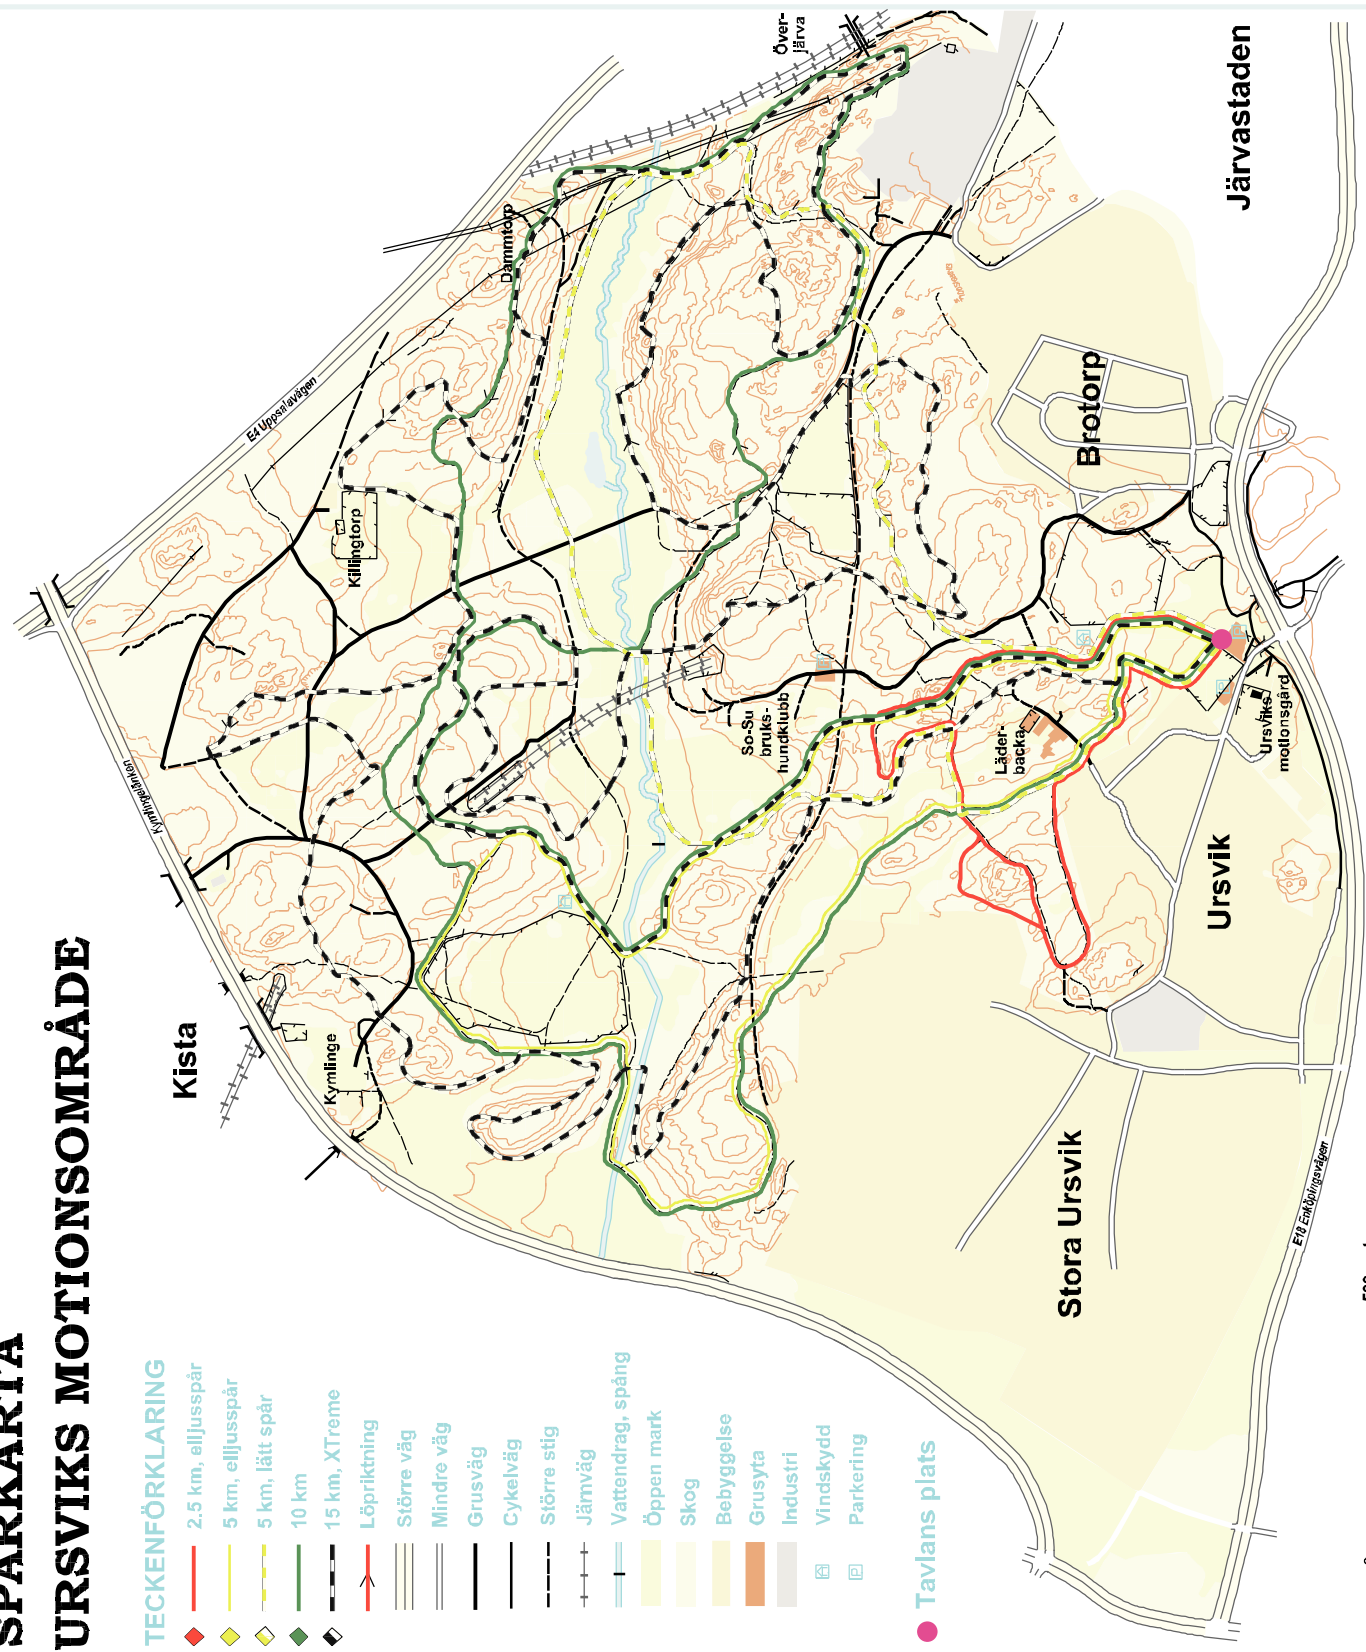 SPÅRKARTA
URSVIKS MOTIONSOMRÅDE
TECKENFÖRKLARING
2.5 km, elljusspår
5 km, elljusspår
5 km, lätt spår
10 km
15 km, XTreme
Löpriktning
Större väg
Mindre väg
Grusväg
Cykelväg
Större stig
Järnväg
Vattendrag, spång
Öppen mark
Skog
Bebyggelse
Grusyta
Industri
Vindskydd
P
Parkering
Tavlans plats
Kista
Kymlinge
Kymlingelänken
Killingtorp
E4 Uppsalavägen
Dammtorp
Över-
järva
Järvastaden
Brotorp
So-Su
bruks-
hundklubb
Läder-
backa
Ursviks
motionsgård
Ursvik
Stora Ursvik
E18 Enköpingsvägen